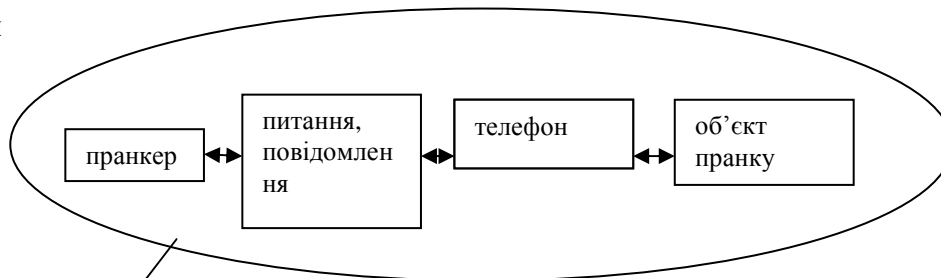 пранкер
питання,
повідомлен
ня
телефон
об’єкт
пранку